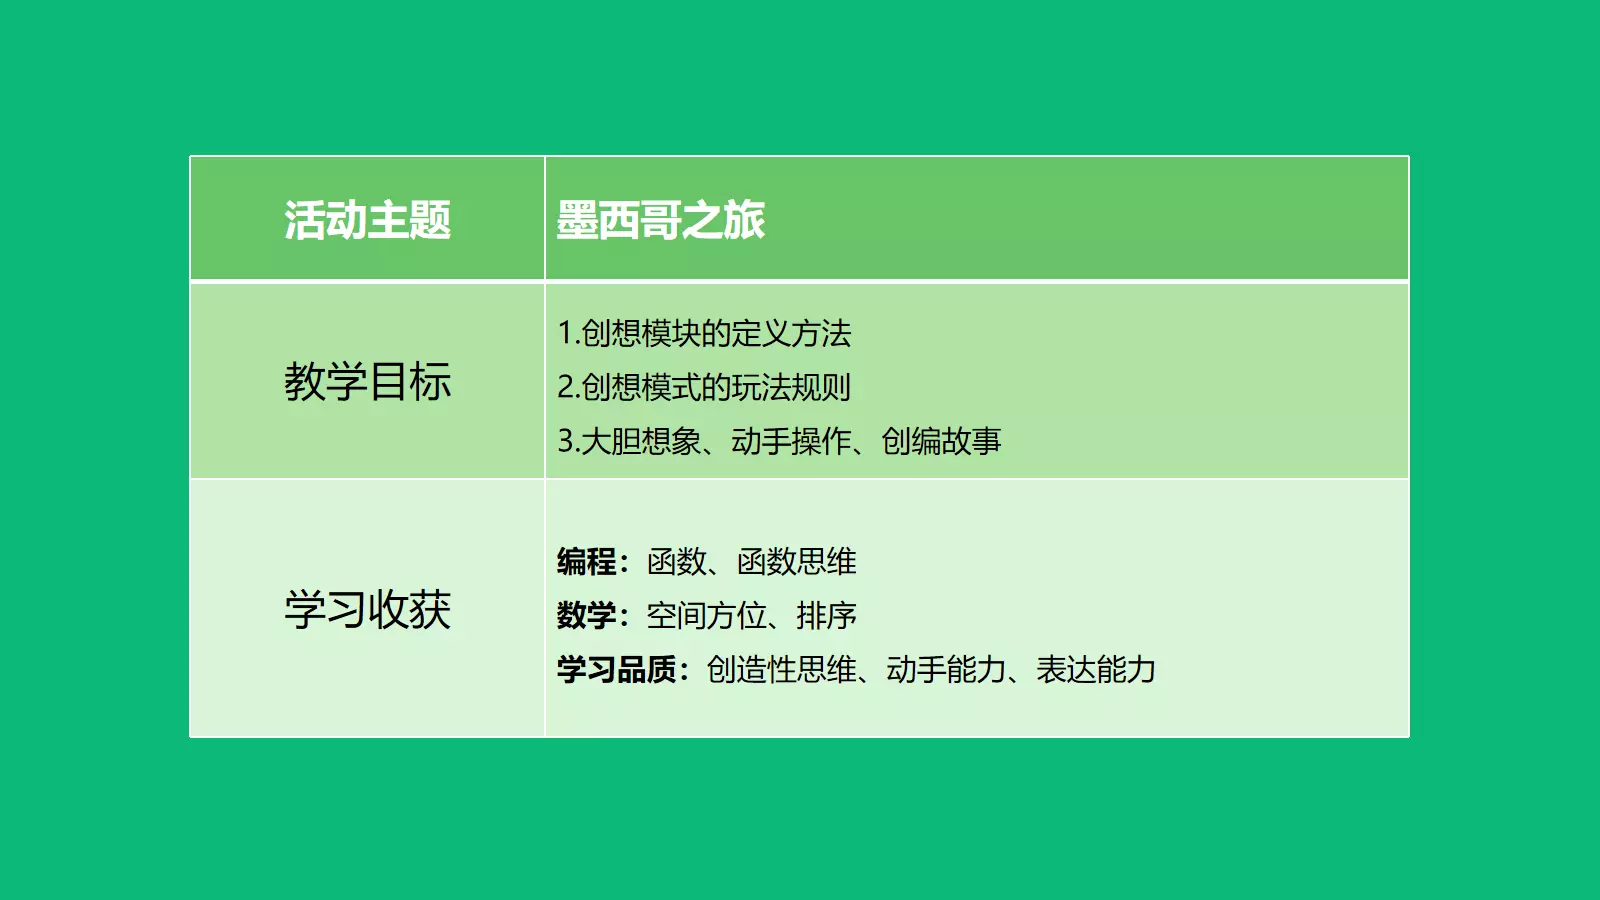 活动主题
墨西哥之旅
教学目标
1.创想模块的定义方法
2.创想模式的玩法规则
3.大胆想象、动手操作、创编故事
学习收获
编程：函数、函数思维
数学：空间方位、排序
学习品质：创造性思维、动手能力、表达能力